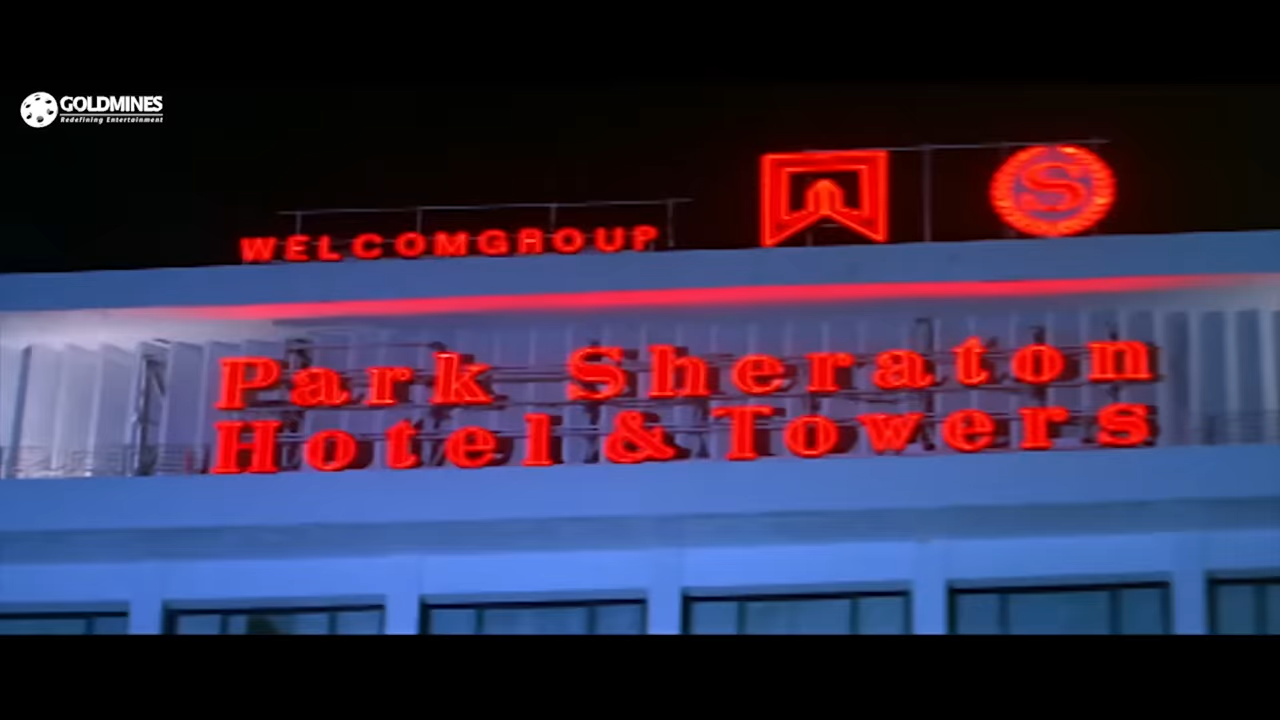 GOLDMINES
Redefining Entertainment
WELCOMGROUP
S
Park Sheraton
Hotel & Towers